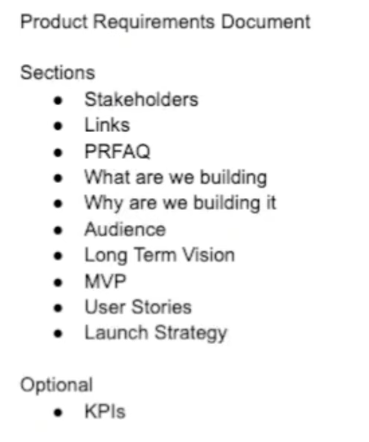 Product Requirements Document
Sections
• Stakeholders
• Links
• PRFAQ
• What are we building
• Why are we building it
• Audience
• Long Term Vision
• MVP
• User Stories
• Launch Strategy
Optional
• KPIs